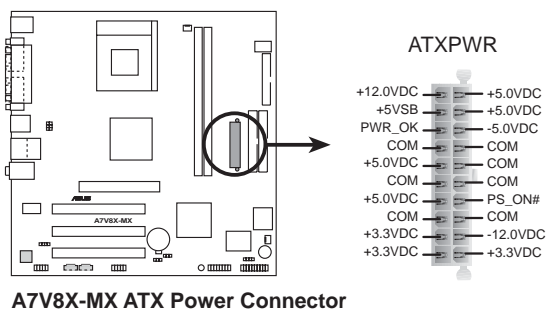 ATXPWR
+12.0VDC +5.0VDC
+5VSB +5.0VDC
PWR_OK -5.0VDC
COM COM
+5.0VDC COM
COM COM
+5.0VDC PS_ON#
COM COM
+3.3VDC -12.0VDC
+3.3VDC +3.3VDC
ASUS
A7V8X-MX
A7V8X-MX ATX Power Connector